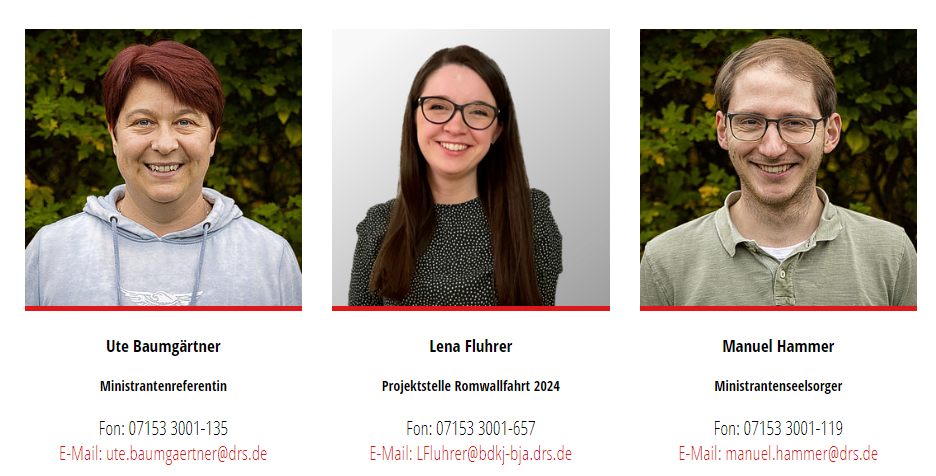 Ute Baumgärtner
Ministrantenreferentin
Fon: 07153 3001-135
E-Mail: ute.baumgaertner@drs.de
Lena Fluhrer
Projektstelle Romwallfahrt 2024
Fon: 07153 3001-657
E-Mail: LFluhrer@bdkj-bja.drs.de
Manuel Hammer
Ministrantenseelsorger
Fon: 07153 3001-119
E-Mail: manuel.hammer@drs.de